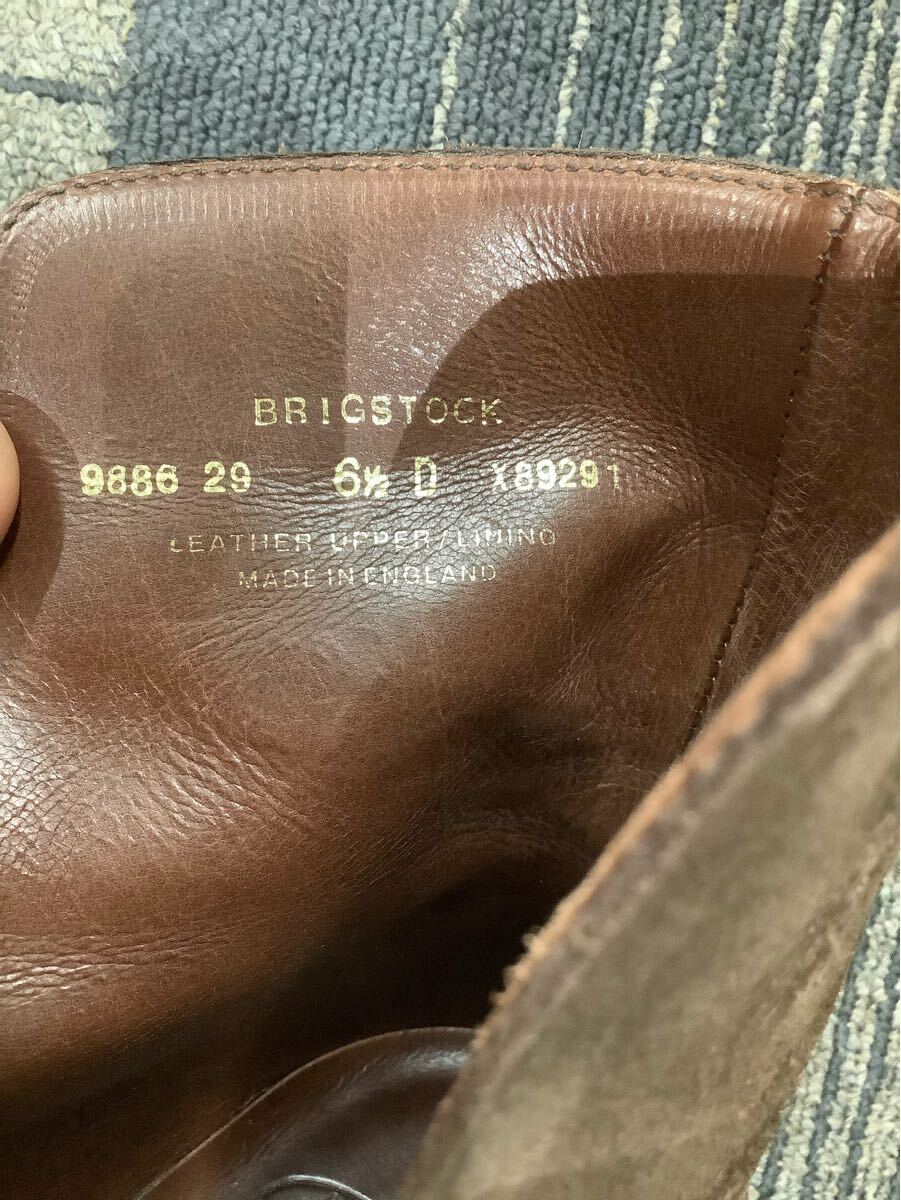 BRIGSTOCK
9886 29 6½ D X89291
LEATHER UPPER/LINING
MADE IN ENGLAND